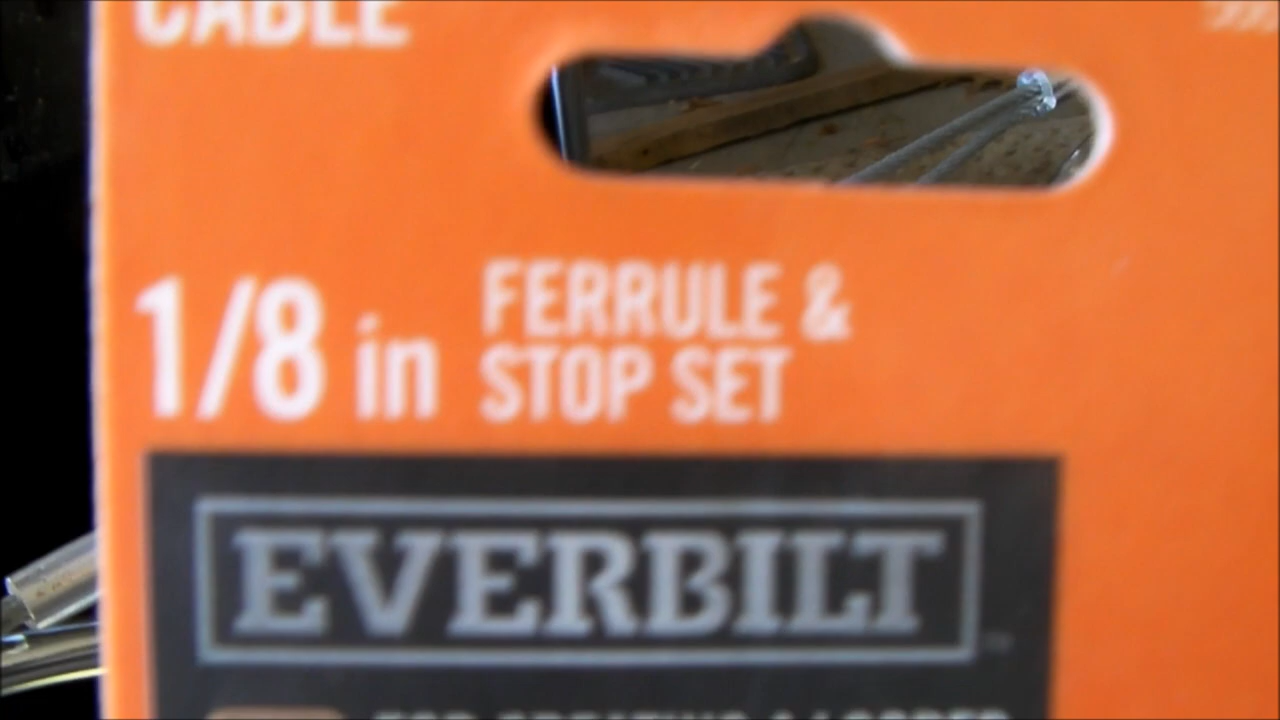 CABLE
1/8 in
FERRULE &
STOP SET
EVERBILT